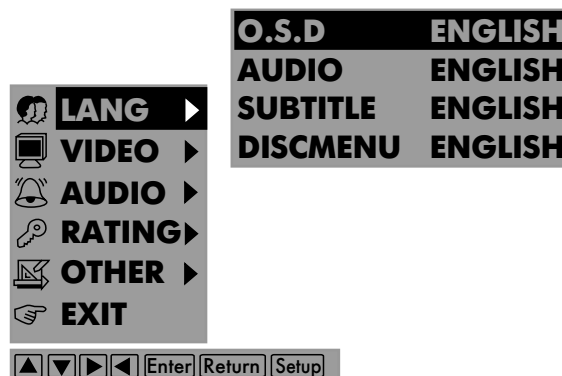 O.S.D ENGLISH
AUDIO ENGLISH
SUBTITLE ENGLISH
DISCMENU ENGLISH
LANG
VIDEO
AUDIO
RATING
OTHER
EXIT
Enter Return Setup